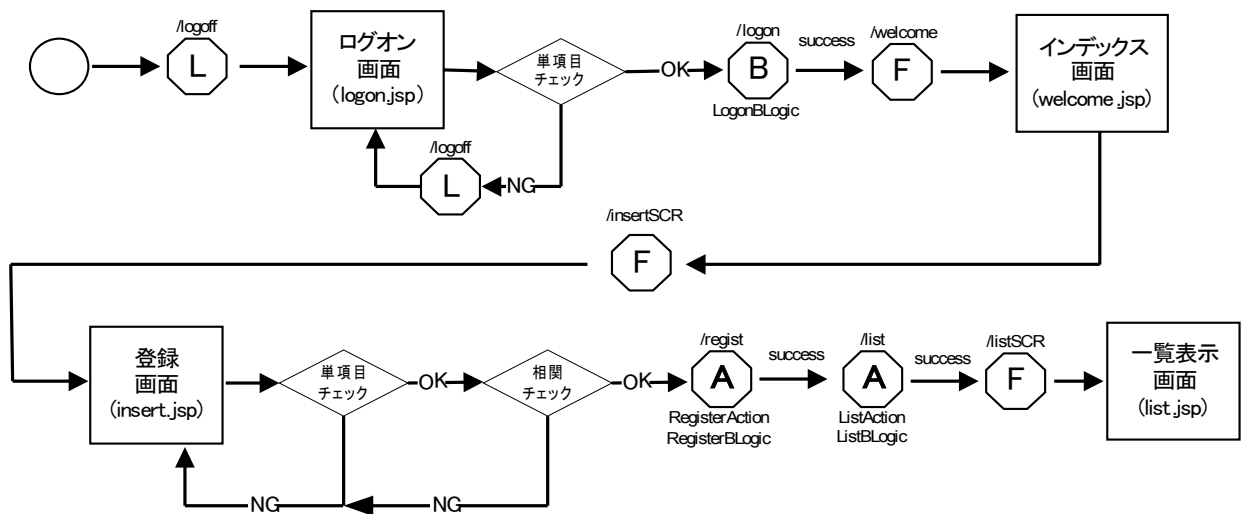 /logoff
L
ログオン
画面
(logon.jsp)
単項目
チェック
OK
/logon
B
LogonBLogic
success
/welcome
F
インデックス
画面
(welcome.jsp)
/logoff
L
NG
/insertSCR
F
登録
画面
(insert.jsp)
単項目
チェック
OK
相関
チェック
OK
/regist
A
RegisterAction
RegisterBLogic
success
/list
A
ListAction
ListBLogic
success
/listSCR
F
一覧表示
画面
(list.jsp)
NG
NG